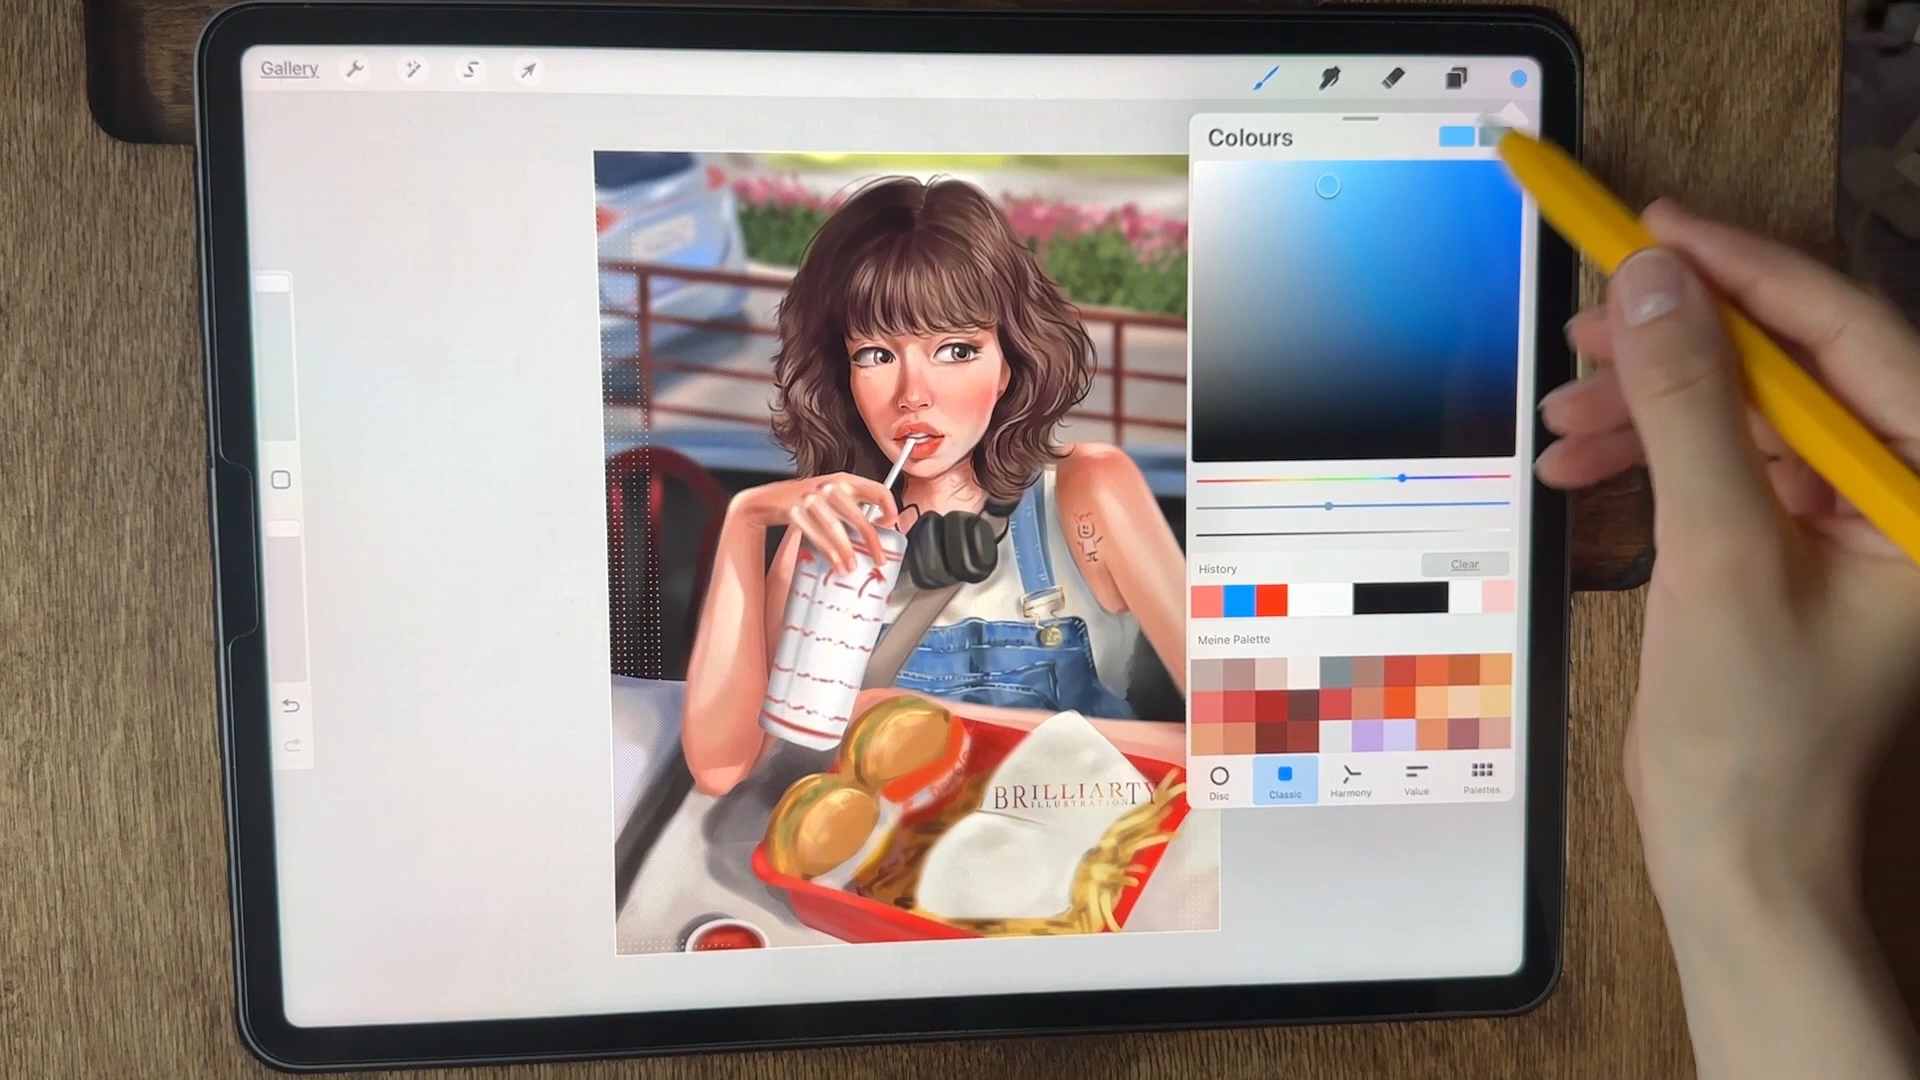 Gallery
Colours
History
Clear
Meine Palette
BRILLIARTY
ILLUSTRATION
Disc
Classic
Harmony
Value
Palettes